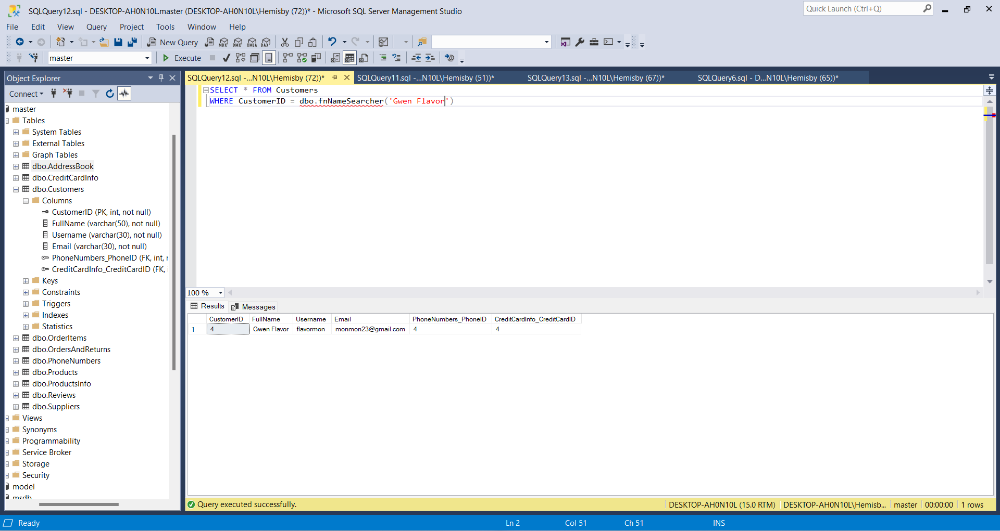 SQLQuery12.sql - DESKTOP-AH0N10L.master (DESKTOP-AH0N10L\Hemisby (72))* - Microsoft SQL Server Management Studio
Quick Launch (Ctrl+Q)
File Edit View Query Project Tools Window Help
New Query MDX DMX XMLA DAX
master Execute
Object Explorer
SQLQuery12.sql -...N10L\Hemisby (72))*
SQLQuery11.sql -...N10L\Hemisby (51))*
SQLQuery13.sql -...N10L\Hemisby (67))*
SQLQuery6.sql - D...N10L\Hemisby (65))*
Connect
master
Tables
System Tables
External Tables
Graph Tables
dbo.AddressBook
dbo.CreditCardInfo
dbo.Customers
Columns
CustomerID (PK, int, not null)
FullName (varchar(50), not null)
Username (varchar(30), not null)
Email (varchar(30), not null)
PhoneNumbers_PhoneID (FK, int, r
CreditCardInfo_CreditCardID (FK, i
Keys
Constraints
Triggers
Indexes
Statistics
dbo.OrderItems
dbo.OrdersAndReturns
dbo.PhoneNumbers
dbo.Products
dbo.ProductsInfo
dbo.Reviews
dbo.Suppliers
Views
Synonyms
Programmability
Service Broker
Storage
Security
model
msdb
SELECT * FROM Customers
WHERE CustomerID = dbo.fnNameSearcher('Gwen Flavor')
100 %
Results Messages
CustomerID FullName Username Email PhoneNumbers_PhoneID CreditCardInfo_CreditCardID
1 4 Gwen Flavor flavormon monmon23@gmail.com 4 4
Query executed successfully.
DESKTOP-AH0N10L (15.0 RTM) DESKTOP-AH0N10L\Hemisb... master 00:00:00 1 rows
Ready Ln 2 Col 51 Ch 51 INS